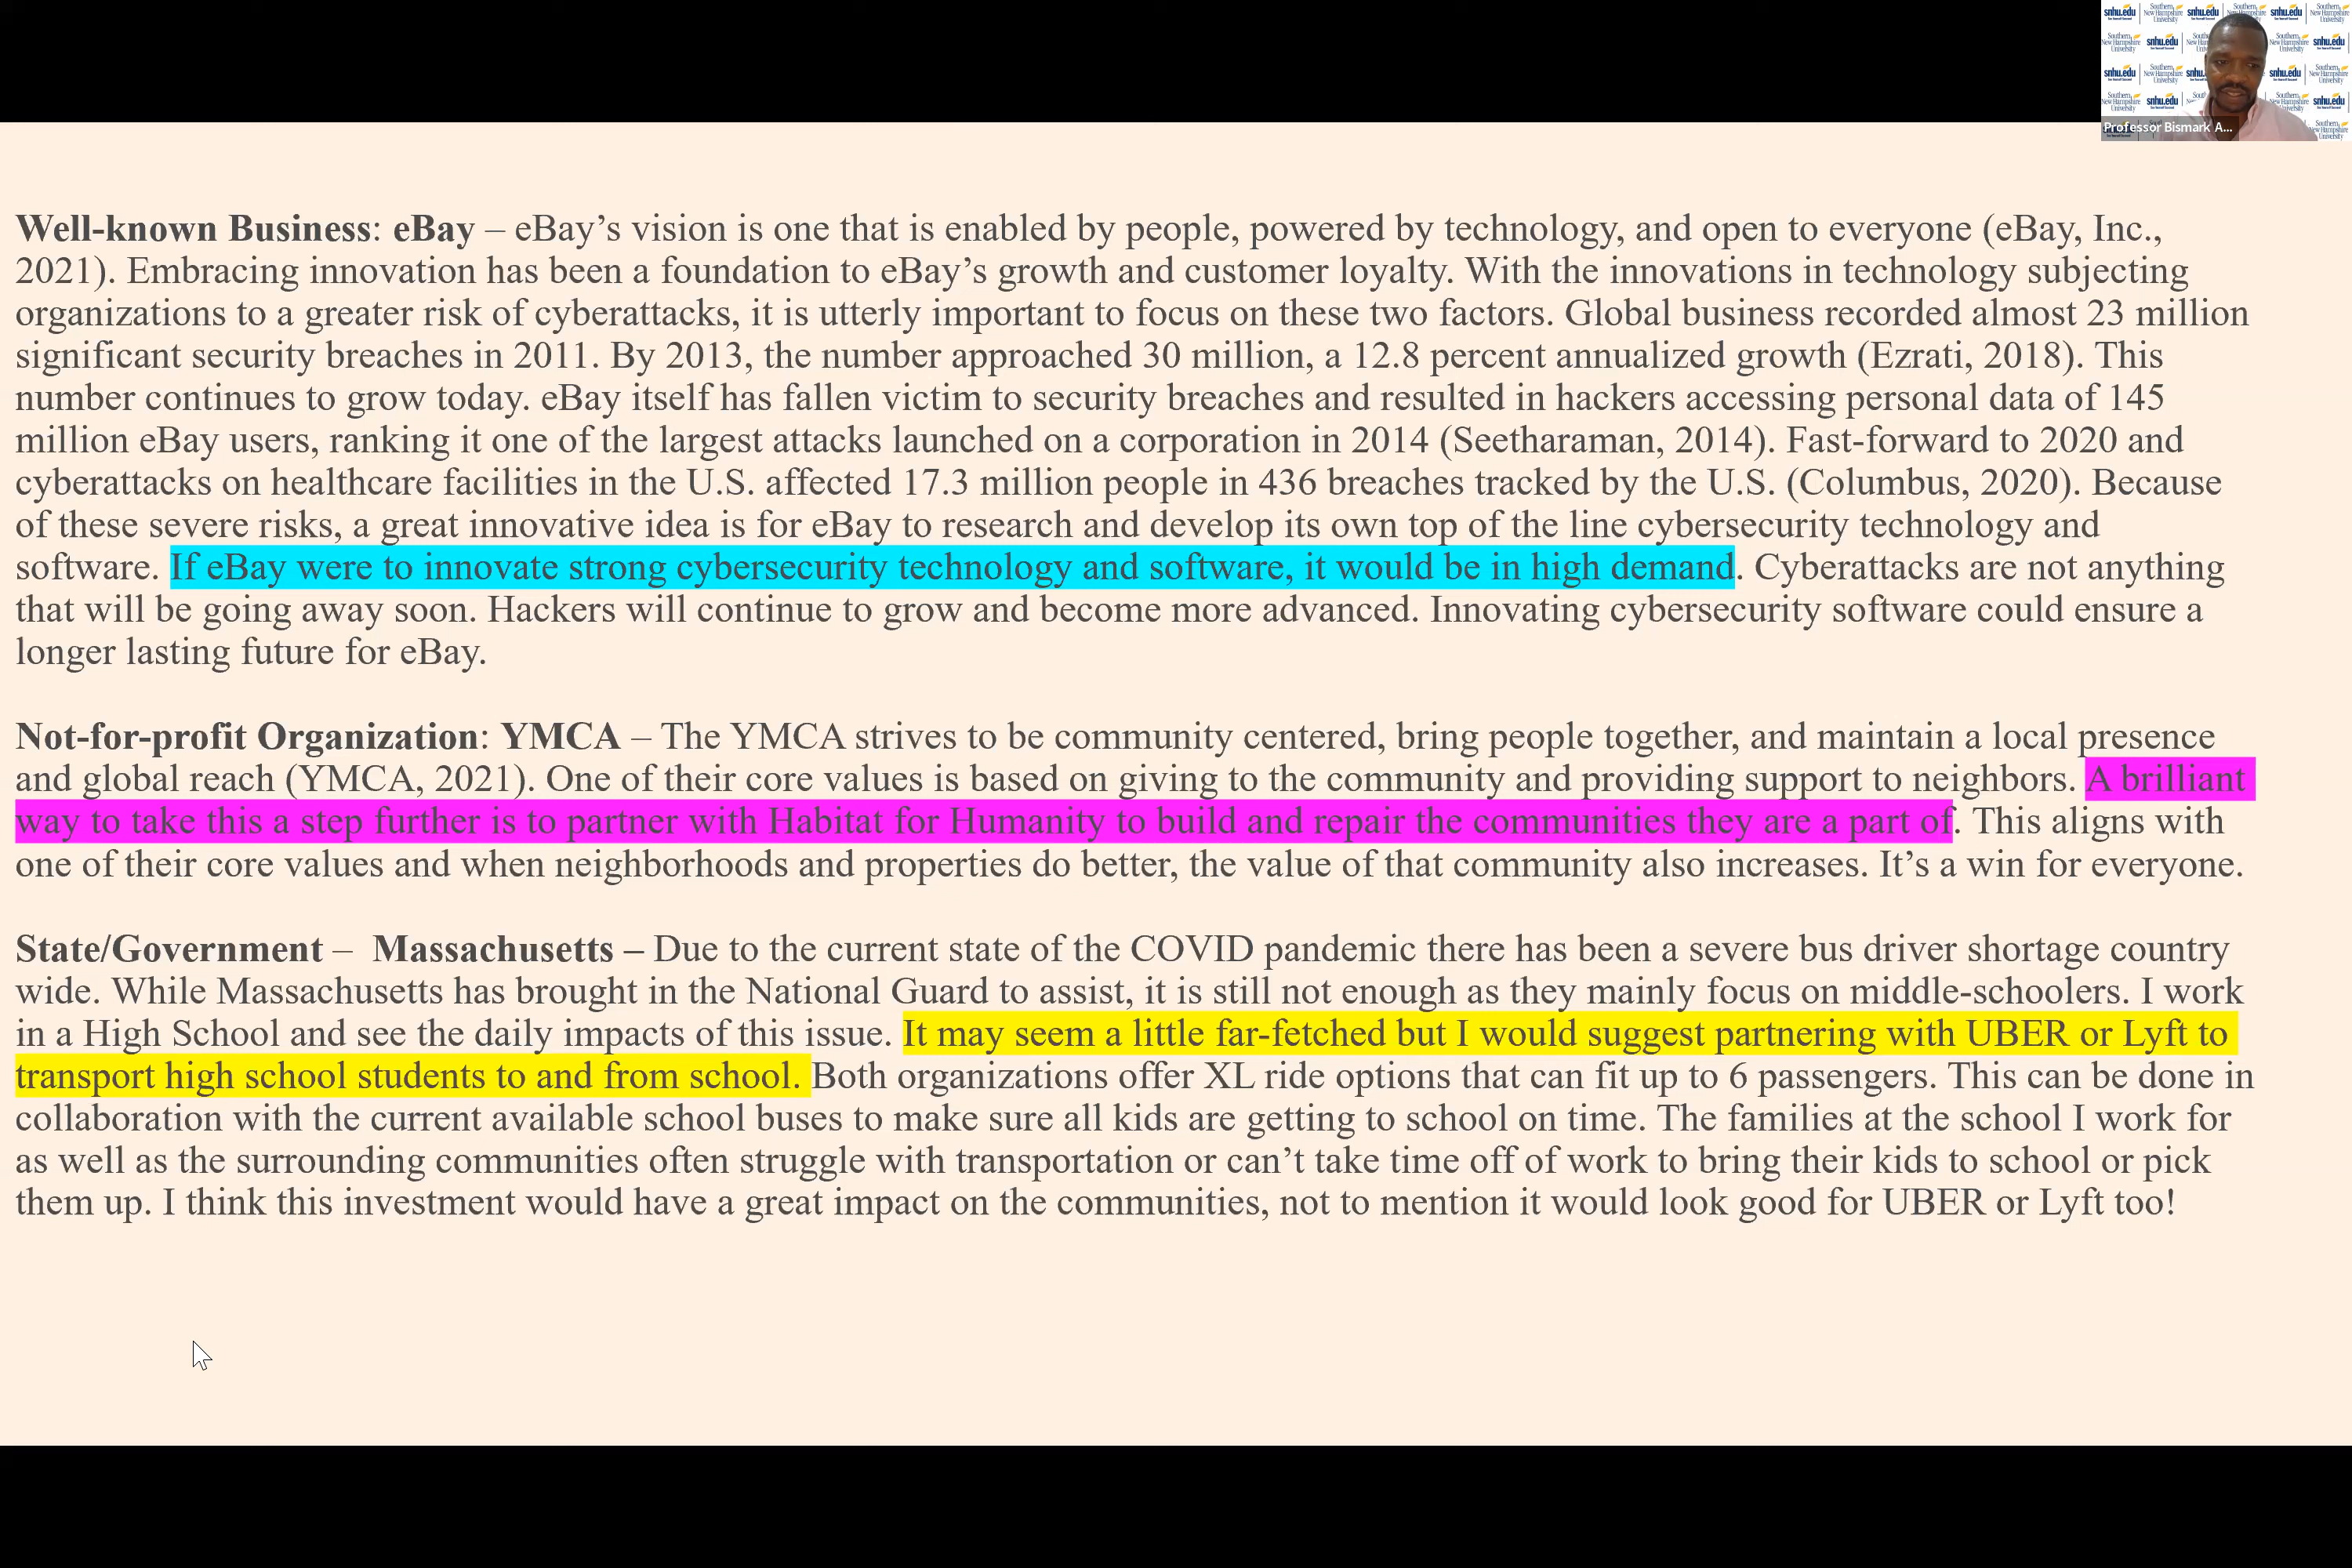 snhu.edu Southern New Hampshire University snhu.edu Southern New Hampshire University snhu.edu Southern New Hampshire University
Professor Bismark A...
Well-known Business: eBay – eBay’s vision is one that is enabled by people, powered by technology, and open to everyone (eBay, Inc.,
2021). Embracing innovation has been a foundation to eBay’s growth and customer loyalty. With the innovations in technology subjecting
organizations to a greater risk of cyberattacks, it is utterly important to focus on these two factors. Global business recorded almost 23 million
significant security breaches in 2011. By 2013, the number approached 30 million, a 12.8 percent annualized growth (Ezrati, 2018). This
number continues to grow today. eBay itself has fallen victim to security breaches and resulted in hackers accessing personal data of 145
million eBay users, ranking it one of the largest attacks launched on a corporation in 2014 (Seetharaman, 2014). Fast-forward to 2020 and
cyberattacks on healthcare facilities in the U.S. affected 17.3 million people in 436 breaches tracked by the U.S. (Columbus, 2020). Because
of these severe risks, a great innovative idea is for eBay to research and develop its own top of the line cybersecurity technology and
software. If eBay were to innovate strong cybersecurity technology and software, it would be in high demand. Cyberattacks are not anything
that will be going away soon. Hackers will continue to grow and become more advanced. Innovating cybersecurity software could ensure a
longer lasting future for eBay.
Not-for-profit Organization: YMCA – The YMCA strives to be community centered, bring people together, and maintain a local presence
and global reach (YMCA, 2021). One of their core values is based on giving to the community and providing support to neighbors. A brilliant
way to take this a step further is to partner with Habitat for Humanity to build and repair the communities they are a part of. This aligns with
one of their core values and when neighborhoods and properties do better, the value of that community also increases. It’s a win for everyone.
State/Government – Massachusetts – Due to the current state of the COVID pandemic there has been a severe bus driver shortage country
wide. While Massachusetts has brought in the National Guard to assist, it is still not enough as they mainly focus on middle-schoolers. I work
in a High School and see the daily impacts of this issue. It may seem a little far-fetched but I would suggest partnering with UBER or Lyft to
transport high school students to and from school. Both organizations offer XL ride options that can fit up to 6 passengers. This can be done in
collaboration with the current available school buses to make sure all kids are getting to school on time. The families at the school I work for
as well as the surrounding communities often struggle with transportation or can’t take time off of work to bring their kids to school or pick
them up. I think this investment would have a great impact on the communities, not to mention it would look good for UBER or Lyft too!